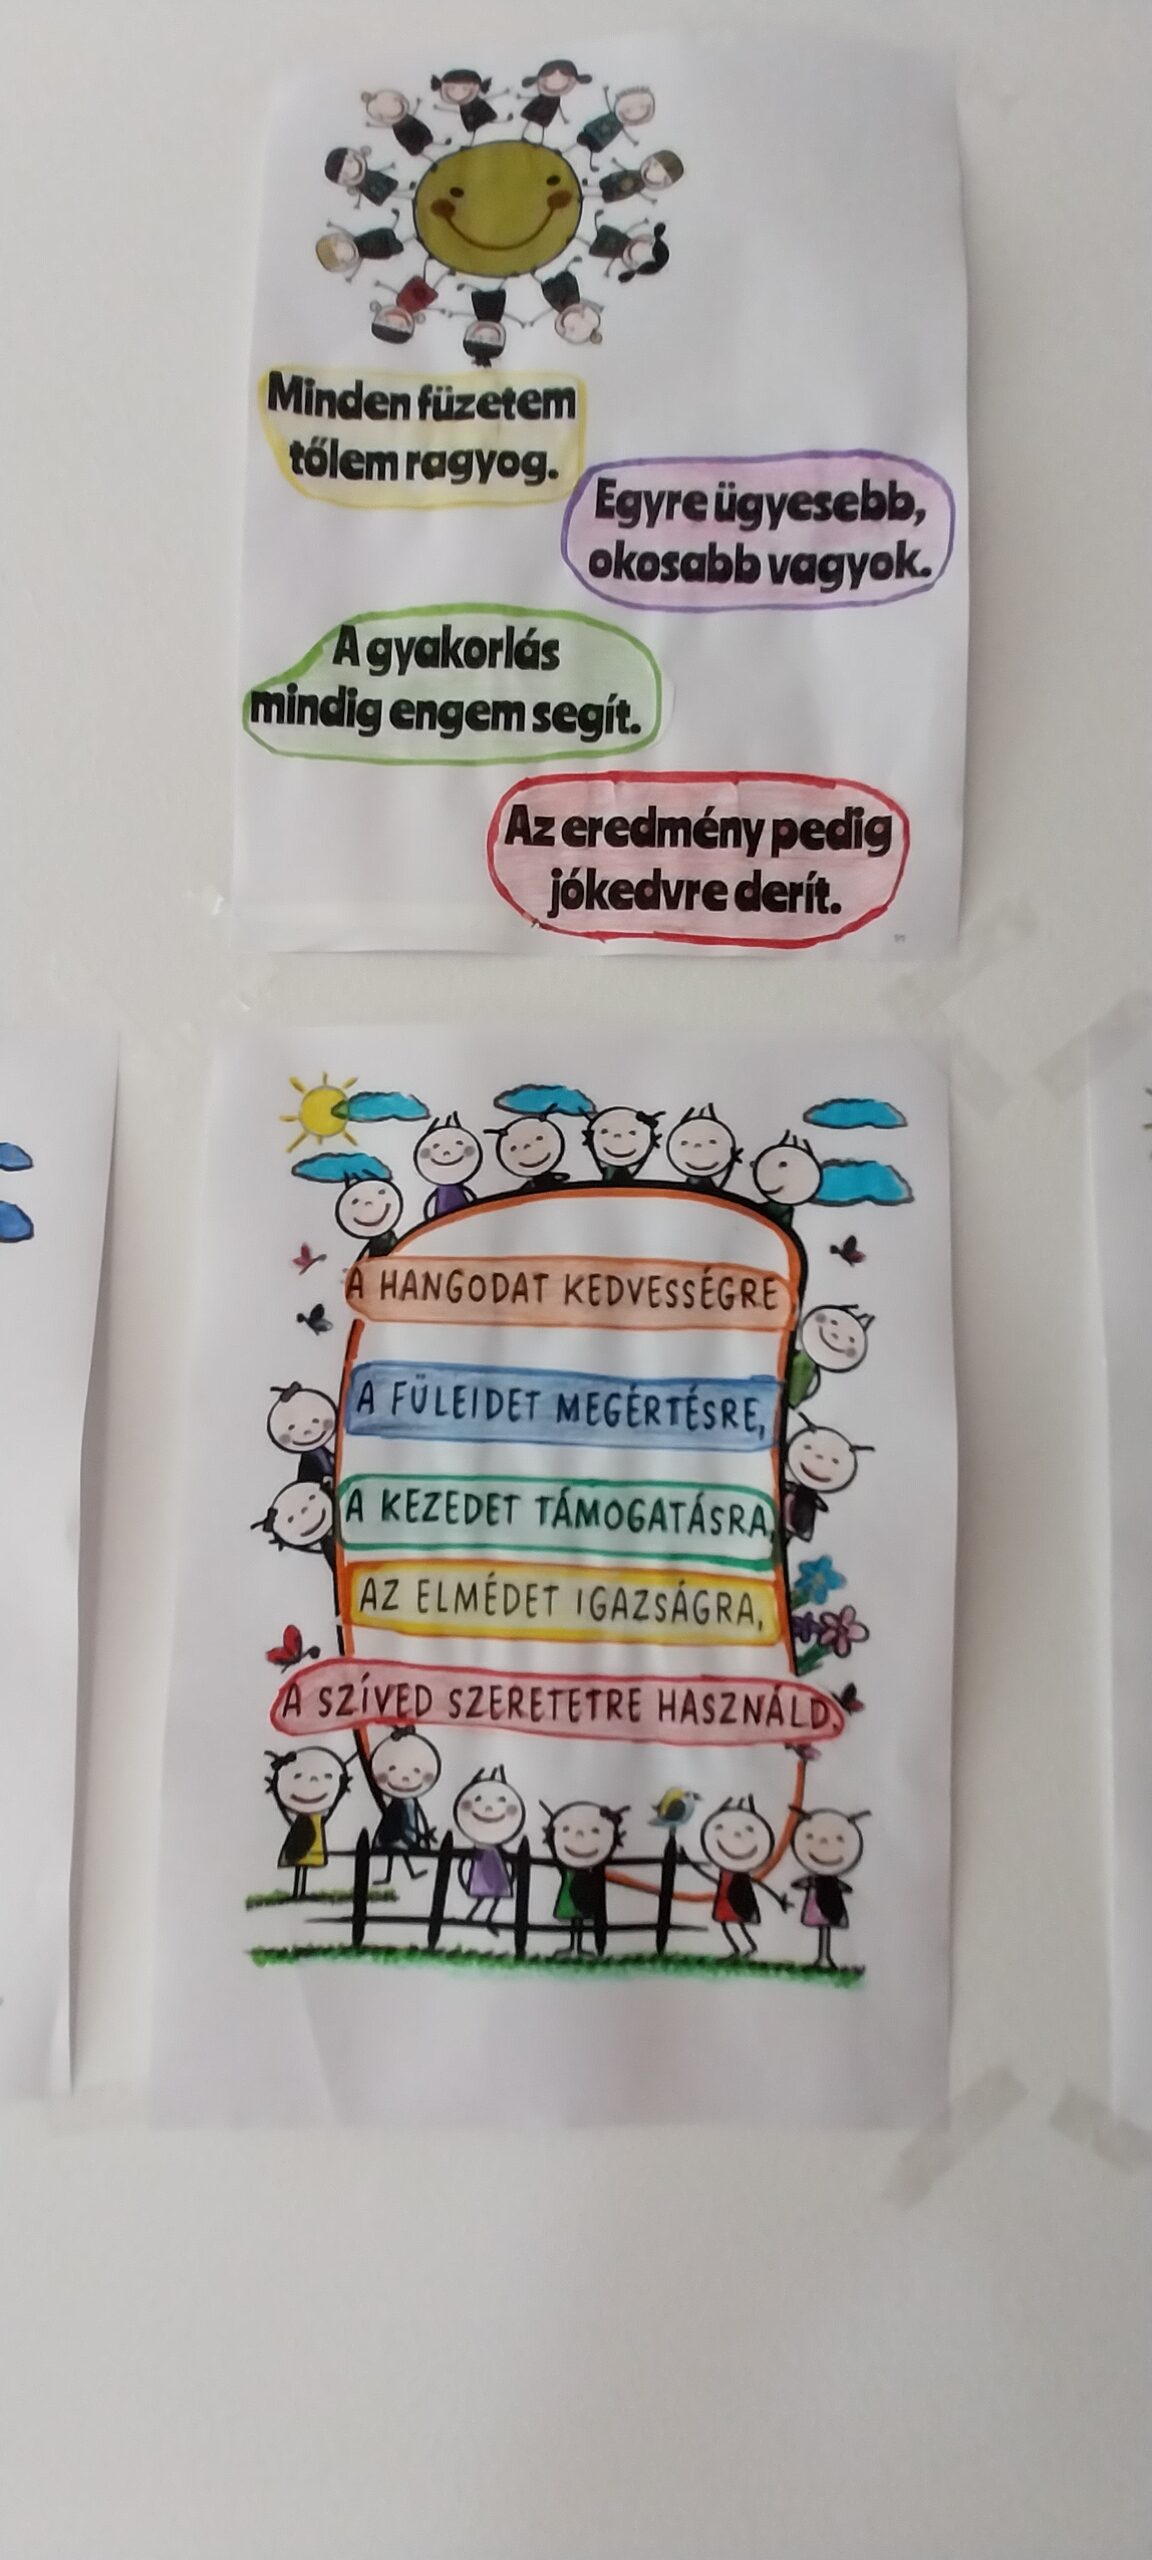 Minden füzetem
tőlem ragyog.
Egyre ügyesebb,
okosabb vagyok.
A gyakorlás
mindig engem segít.
Az eredmény pedig
jókedvre derít.
A HANGODAT KEDVESSÉGRE
A FÜLEIDET MEGÉRTÉSRE,
A KEZEDET TÁMOGATÁSRA,
AZ ELMÉDET IGAZSÁGRA,
A SZÍVED SZERETETRE HASZNÁLD.